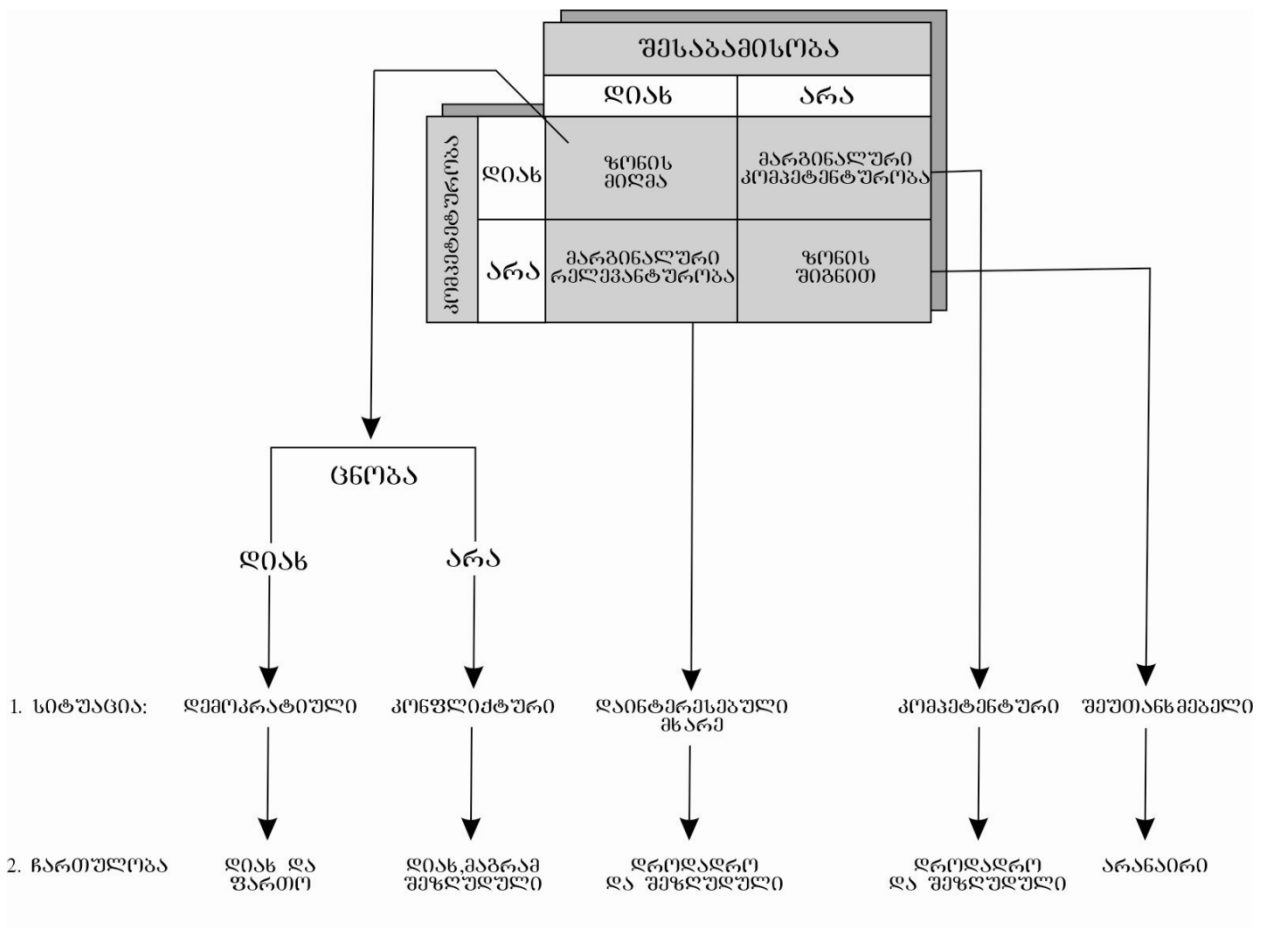 შესაბამისობა
დიახ
არა
კომპეტეტურობა
დიახ
ზონის
მიღმა
მარგინალური
კომპეტენტურობა
არა
მარგინალური
რელევანტურობა
ზონის
შიგნით
ცნობა
დიახ
არა
1. სიტუაცია:
დემოკრატიული
კონფლიქტური
დაინტერესებული
მხარე
კომპეტენტური
შეუთანხმებელი
2. ჩართულობა
დიახ და
ფართო
დიახ,მაგრამ
შეზღუდული
დროდადრო
და შეზღუდული
დროდადრო
და შეზღუდული
არანაირი